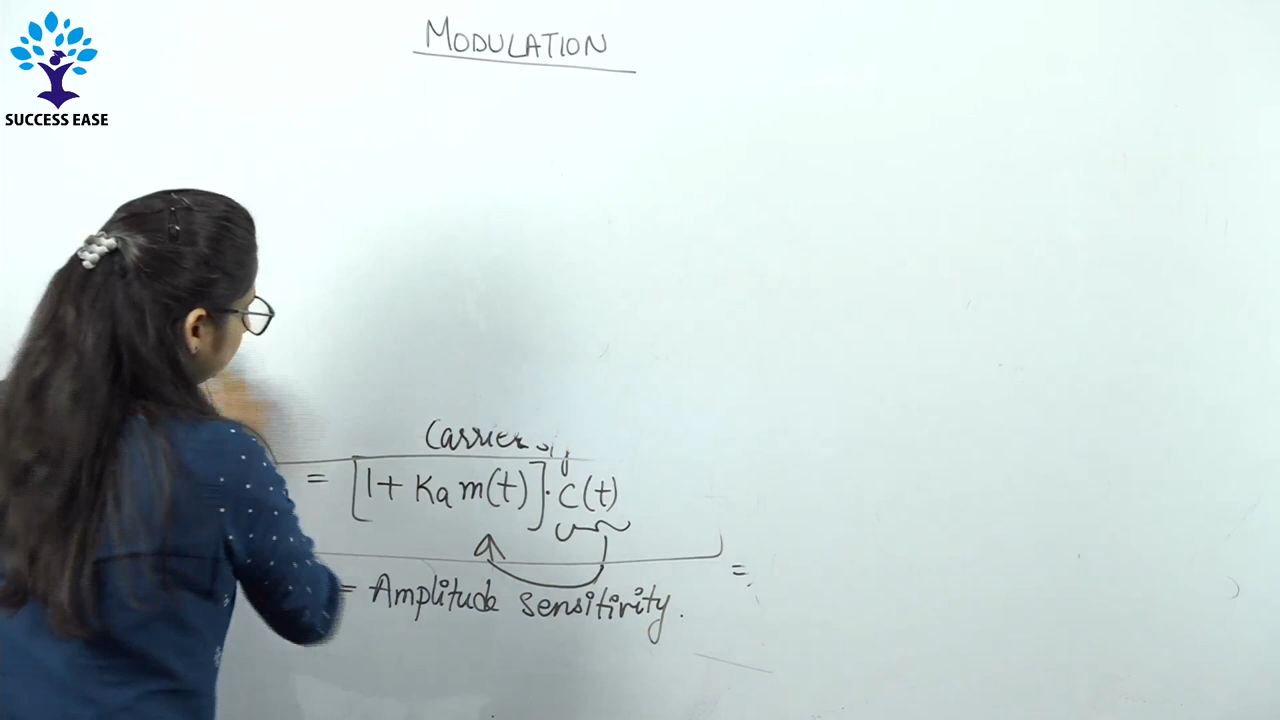 MODULATION
SUCCESS EASE
Carrier
= [1+ Ka m(t)]. C(t)
=
= Amplitude sensitivity.